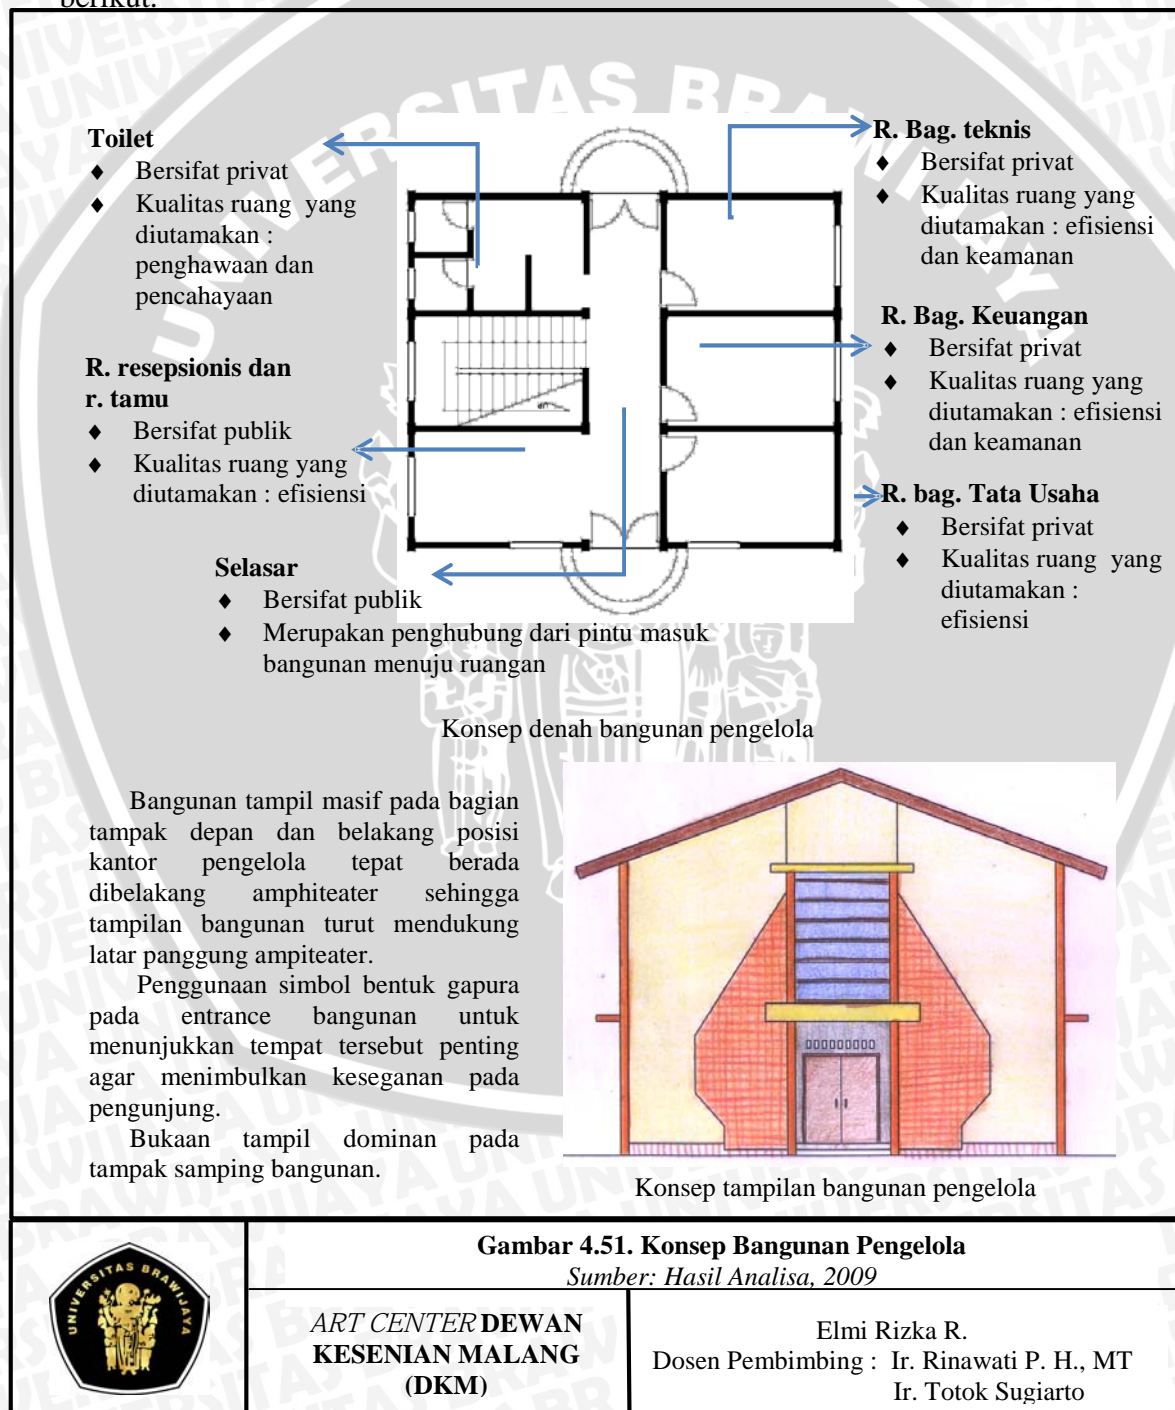 berikut:
Toilet
♦ Bersifat privat
♦ Kualitas ruang yang
diutamakan :
penghawaan dan
pencahayaan
R. resepsionis dan
r. tamu
♦ Bersifat publik
♦ Kualitas ruang yang
diutamakan : efisiensi
Selasar
♦ Bersifat publik
♦ Merupakan penghubung dari pintu masuk
bangunan menuju ruangan
R. Bag. teknis
♦ Bersifat privat
♦ Kualitas ruang yang
diutamakan : efisiensi
dan keamanan
R. Bag. Keuangan
♦ Bersifat privat
♦ Kualitas ruang yang
diutamakan : efisiensi
dan keamanan
R. bag. Tata Usaha
♦ Bersifat privat
♦ Kualitas ruang yang
diutamakan :
efisiensi
UP
Konsep denah bangunan pengelola
Bangunan tampil masif pada bagian
tampak depan dan belakang posisi
kantor pengelola tepat berada
dibelakang amphiteater sehingga
tampilan bangunan turut mendukung
latar panggung ampiteater.
Penggunaan simbol bentuk gapura
pada entrance bangunan untuk
menunjukkan tempat tersebut penting
agar menimbulkan keseganan pada
pengunjung.
Bukaan tampil dominan pada
tampak samping bangunan.
Konsep tampilan bangunan pengelola
UNIVERSITAS BRAWIJAYA
Gambar 4.51. Konsep Bangunan Pengelola
Sumber: Hasil Analisa, 2009
ART CENTER DEWAN
KESENIAN MALANG
(DKM)
Elmi Rizka R.
Dosen Pembimbing : Ir. Rinawati P. H., MT
Ir. Totok Sugiarto
UNIVERSITAS BRAWIJAYA